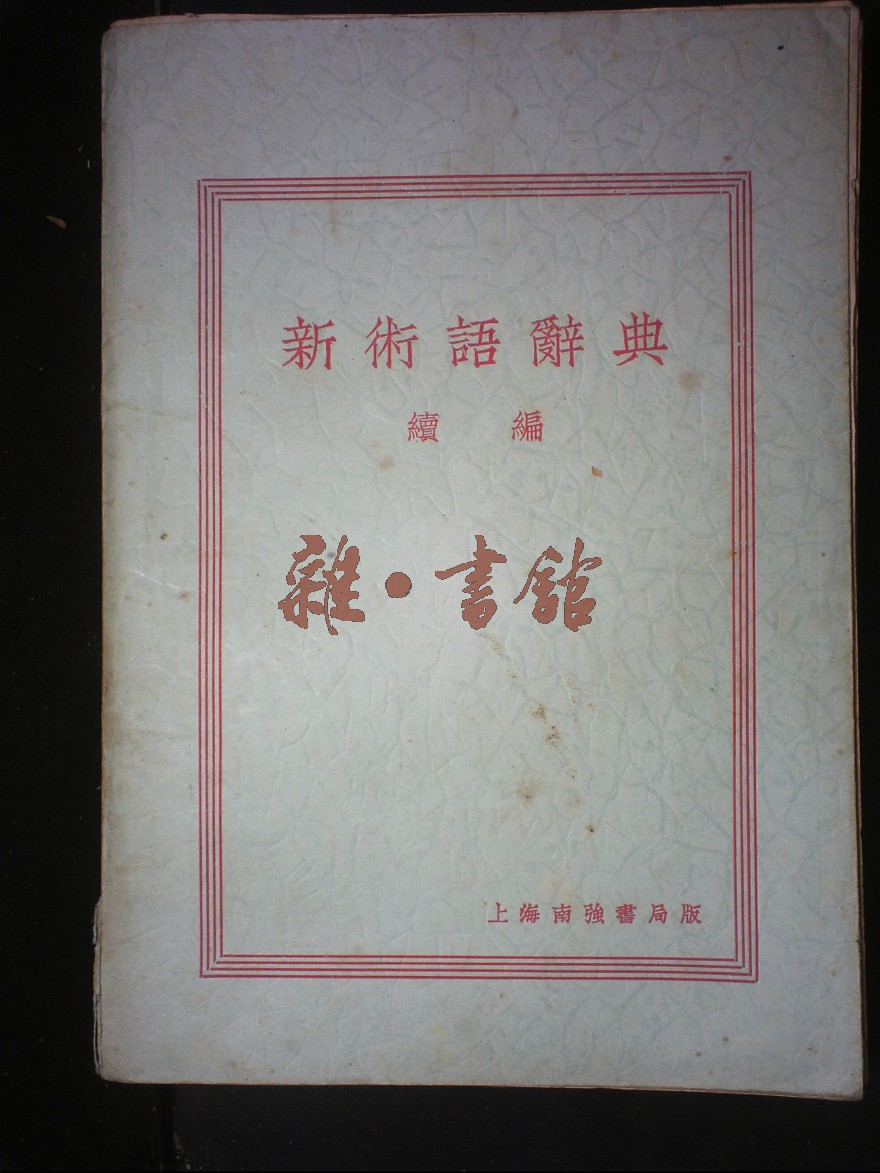 新術語辭典
續編
雜·書館
上海南強書局版